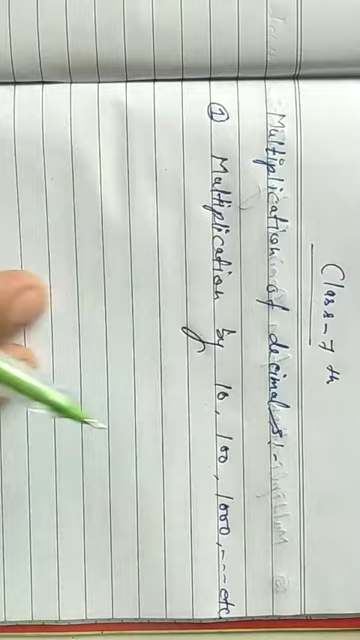 Class-7th
Multiplication of decimals:-
① Multiplication by 10, 100, 1000, ---- etc